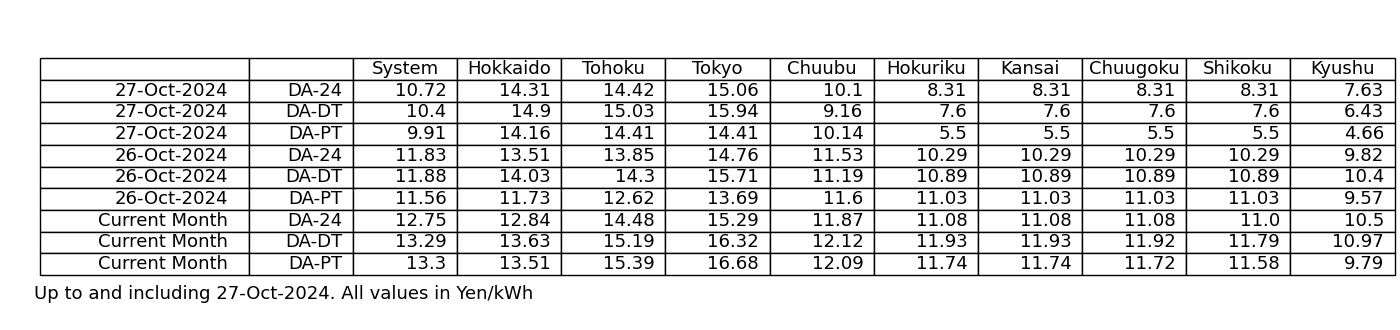 System Hokkaido Tohoku Tokyo Chuubu Hokuriku Kansai Chuugoku Shikoku Kyushu
27-Oct-2024 DA-24 10.72 14.31 14.42 15.06 10.1 8.31 8.31 8.31 8.31 7.63
27-Oct-2024 DA-DT 10.4 14.9 15.03 15.94 9.16 7.6 7.6 7.6 7.6 6.43
27-Oct-2024 DA-PT 9.91 14.16 14.41 14.41 10.14 5.5 5.5 5.5 5.5 4.66
26-Oct-2024 DA-24 11.83 13.51 13.85 14.76 11.53 10.29 10.29 10.29 10.29 9.82
26-Oct-2024 DA-DT 11.88 14.03 14.3 15.71 11.19 10.89 10.89 10.89 10.89 10.4
26-Oct-2024 DA-PT 11.56 11.73 12.62 13.69 11.6 11.03 11.03 11.03 11.03 9.57
Current Month DA-24 12.75 12.84 14.48 15.29 11.87 11.08 11.08 11.08 11.0 10.5
Current Month DA-DT 13.29 13.63 15.19 16.32 12.12 11.93 11.93 11.92 11.79 10.97
Current Month DA-PT 13.3 13.51 15.39 16.68 12.09 11.74 11.74 11.72 11.58 9.79
Up to and including 27-Oct-2024. All values in Yen/kWh